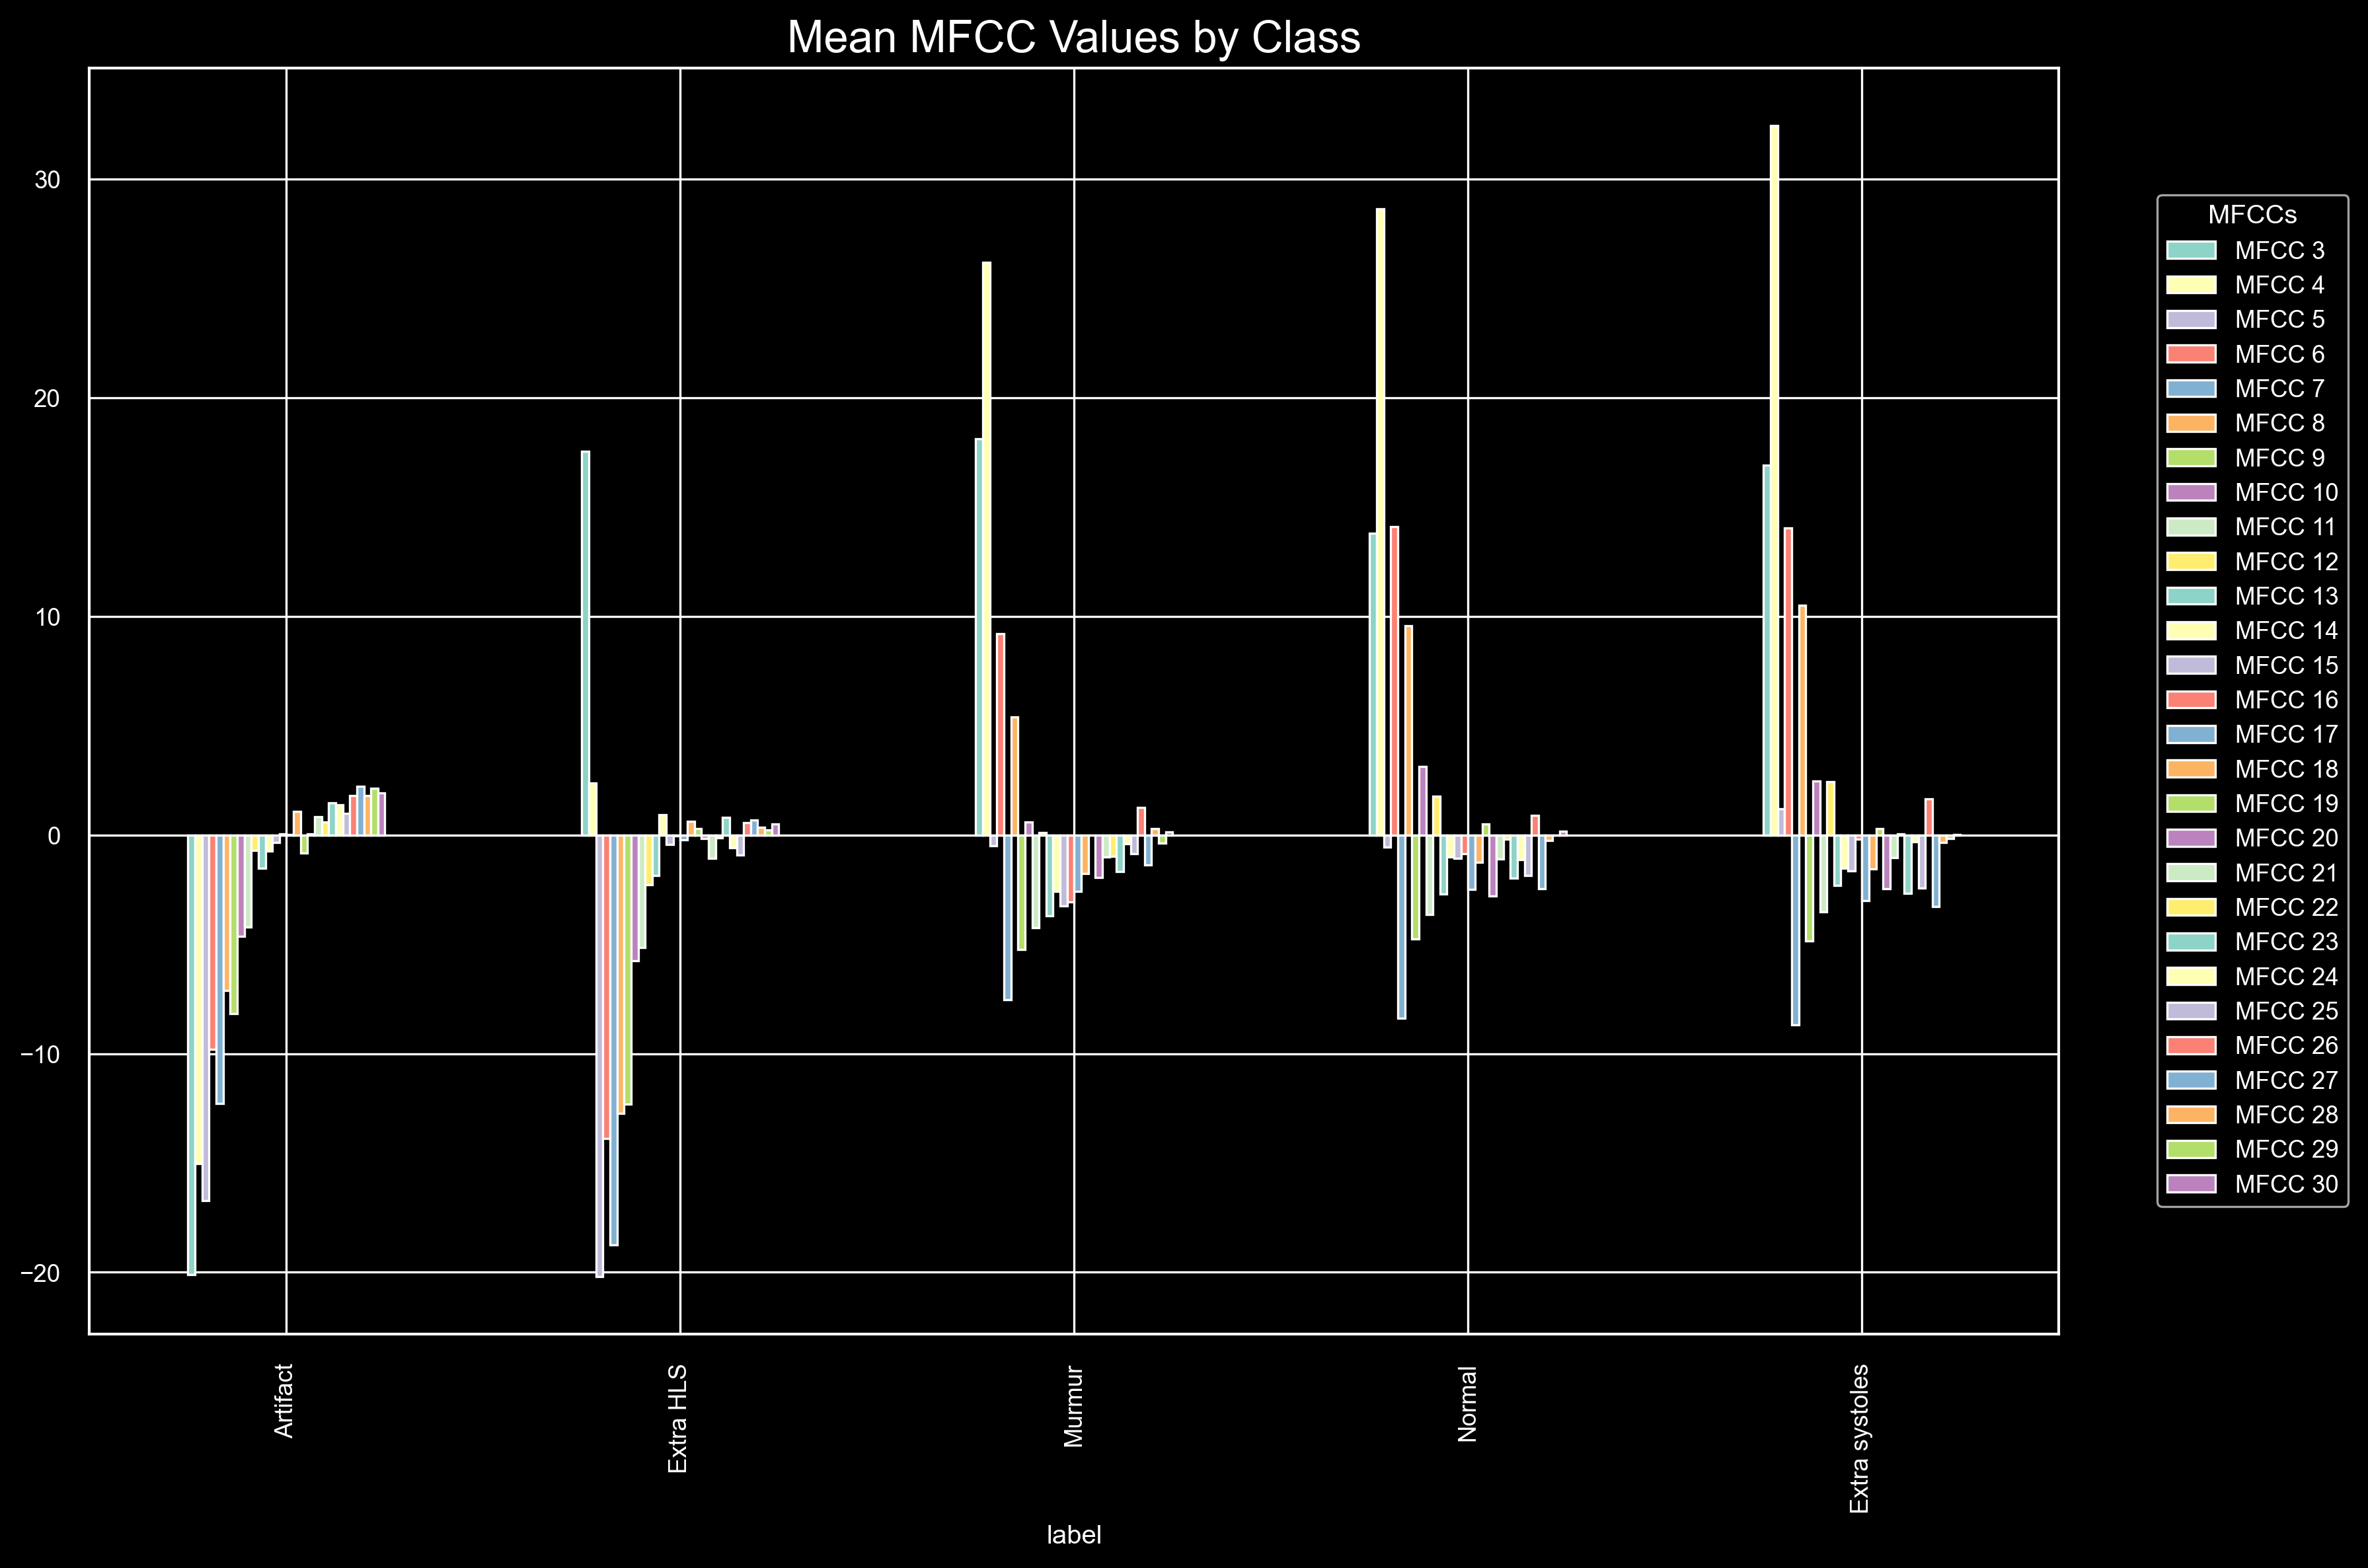 Mean MFCC Values by Class
30
20
10
0
−10
−20
Artifact
Extra HLS
Murmur
Normal
Extra systoles
label
MFCCs
MFCC 3
MFCC 4
MFCC 5
MFCC 6
MFCC 7
MFCC 8
MFCC 9
MFCC 10
MFCC 11
MFCC 12
MFCC 13
MFCC 14
MFCC 15
MFCC 16
MFCC 17
MFCC 18
MFCC 19
MFCC 20
MFCC 21
MFCC 22
MFCC 23
MFCC 24
MFCC 25
MFCC 26
MFCC 27
MFCC 28
MFCC 29
MFCC 30